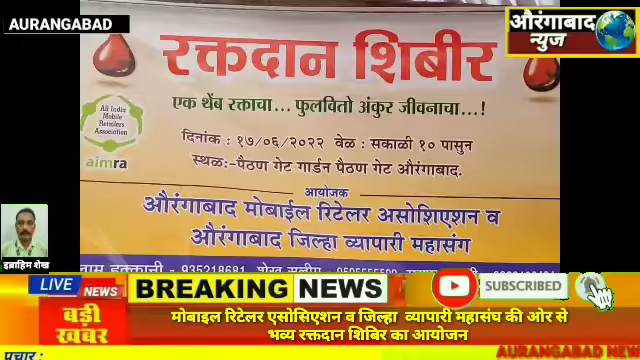 AURANGABAD
औरंगाबाद
न्युज
रक्तदान शिबीर
एक थेंब रक्ताचा... फुलवितो अंकुर जीवनाचा...!
All India
Mobile
Retailers
Association
aimra
दिनांक : १७/०६/२०२२ वेळ : सकाळी १० पासुन
स्थळ:-पैठण गेट गार्डन पैठण गेट औरंगाबाद.
आयोजक
औरंगाबाद मोबाईल रिटेलर असोशिएशन व
औरंगाबाद जिल्हा व्यापारी महासंग
इब्राहिम शेख
LIVE NEWS
BREAKING NEWS
SUBSCRIBED
बड़ी
खबर
मोबाइल रिटेलर एसोसिएशन व जिल्हा व्यापारी महासंघ की ओर से
भव्य रक्तदान शिबिर का आयोजन
AURANGABAD NEW